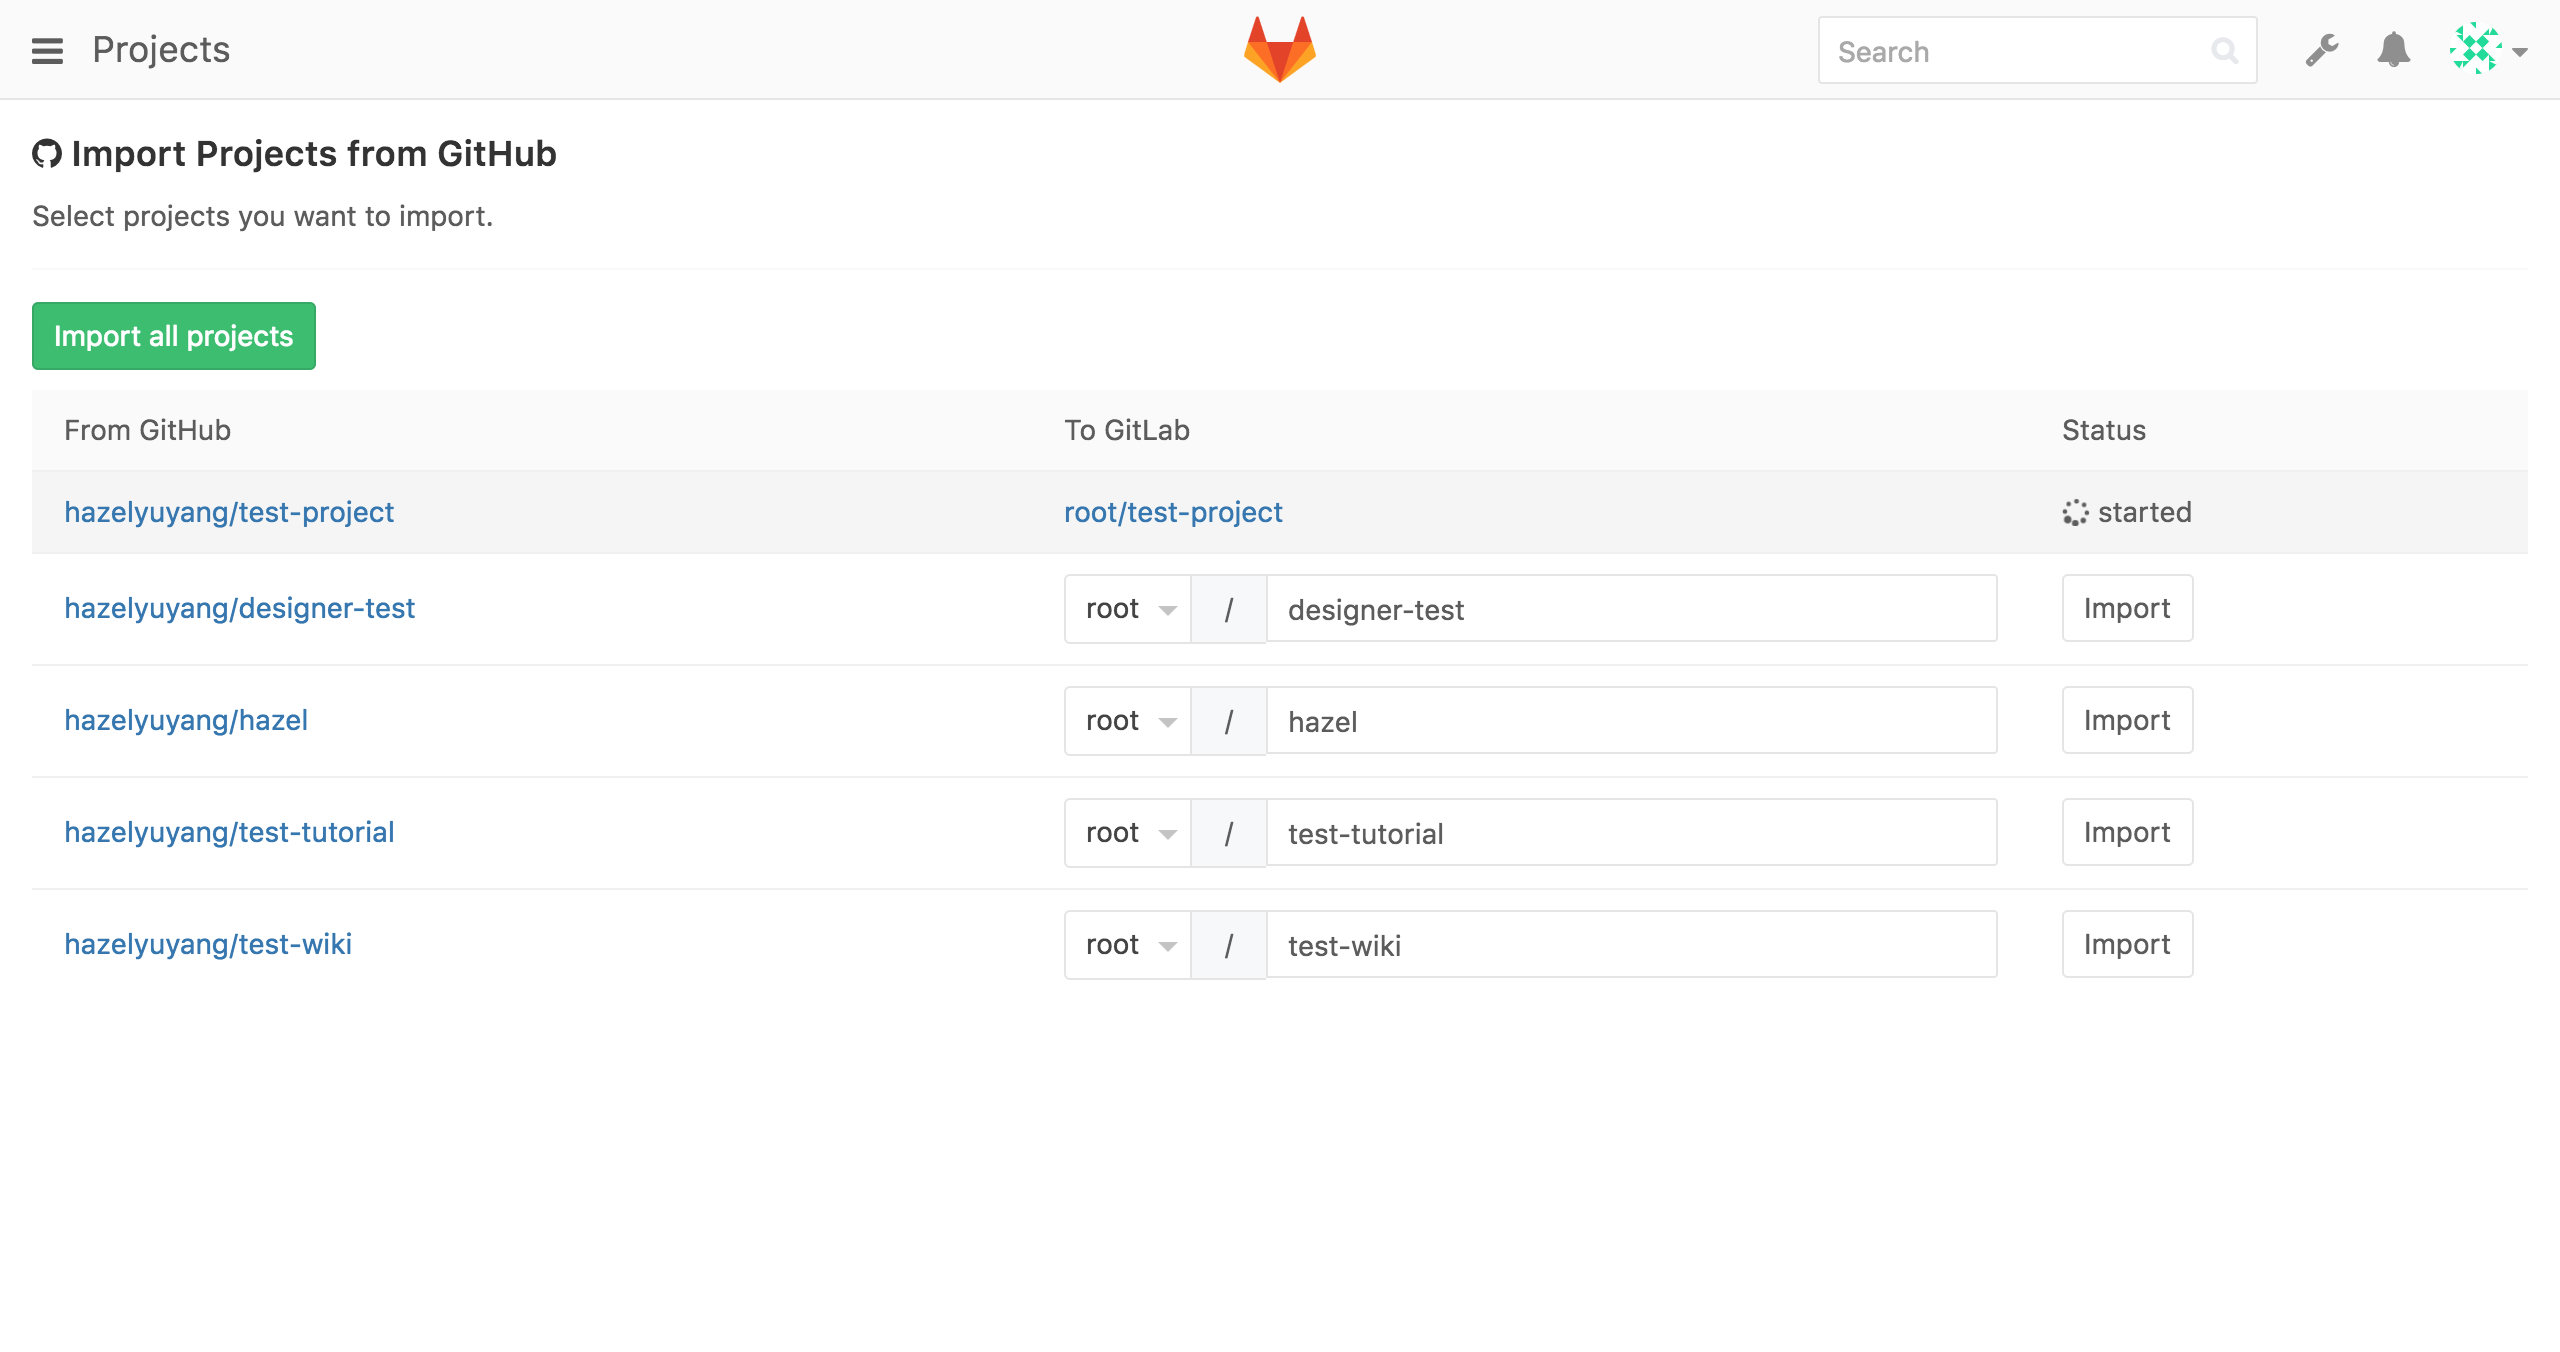 Projects
Search
Import Projects from GitHub
Select projects you want to import.
Import all projects
From GitHub To GitLab Status
hazelyuyang/test-project root/test-project started
hazelyuyang/designer-test root / designer-test Import
hazelyuyang/hazel root / hazel Import
hazelyuyang/test-tutorial root / test-tutorial Import
hazelyuyang/test-wiki root / test-wiki Import